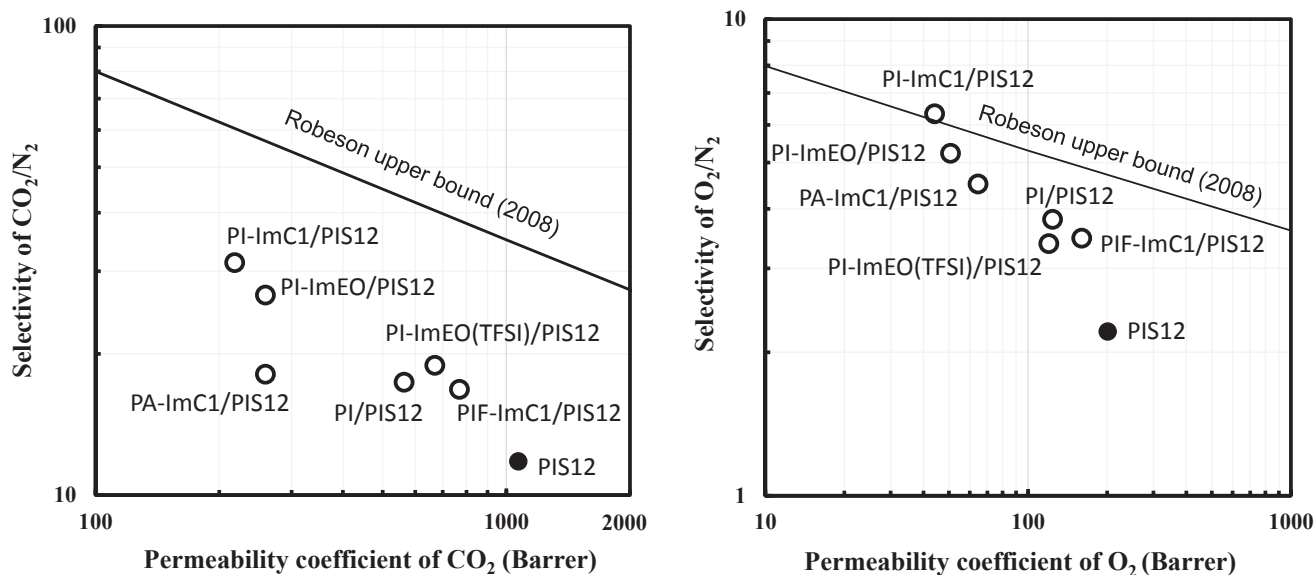 100
10
100
1000
2000
Selectivity of CO₂/N₂
Permeability coefficient of CO₂ (Barrer)
Robeson upper bound (2008)
PI-ImC1/PIS12
PI-ImEO/PIS12
PI-ImEO(TFSI)/PIS12
PA-ImC1/PIS12
PI/PIS12
PIF-ImC1/PIS12
PIS12
10
1
10
100
1000
Selectivity of O₂/N₂
Permeability coefficient of O₂ (Barrer)
PI-ImC1/PIS12
Robeson upper bound (2008)
PI-ImEO/PIS12
PA-ImC1/PIS12
PI/PIS12
PIF-ImC1/PIS12
PI-ImEO(TFSI)/PIS12
PIS12